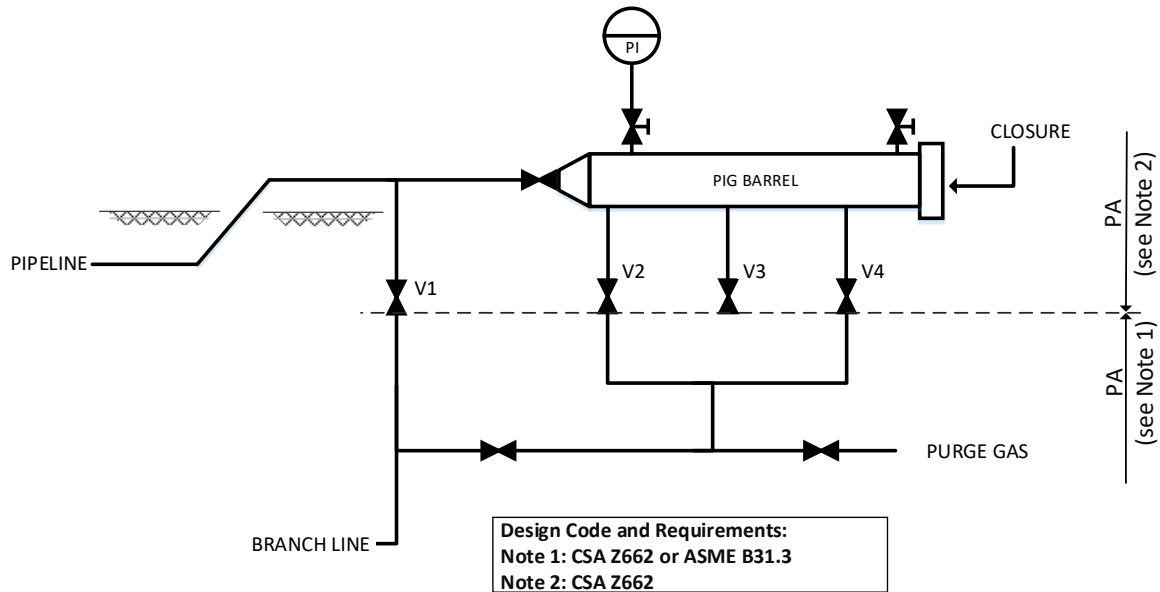 PI
CLOSURE
PIG BARREL
PA
(see Note 2)
PIPELINE
V1
V2
V3
V4
PA
(see Note 1)
PURGE GAS
BRANCH LINE
Design Code and Requirements:
Note 1: CSA Z662 or ASME B31.3
Note 2: CSA Z662